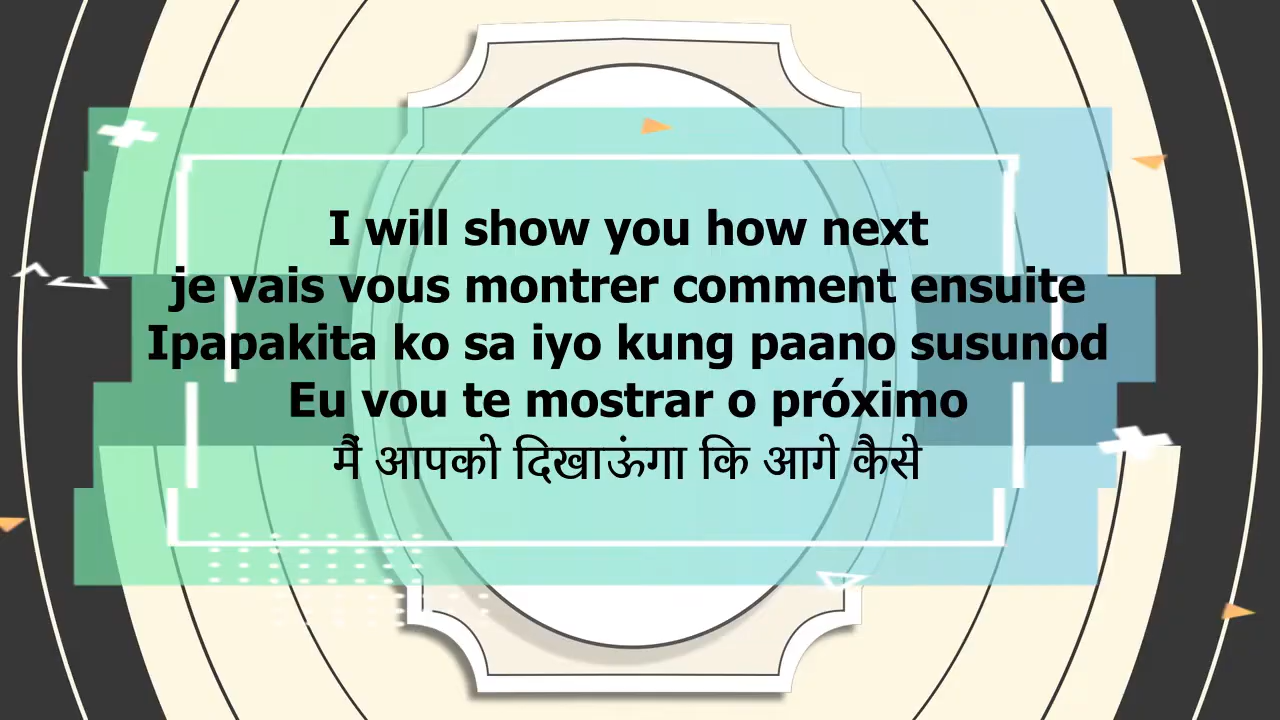 I will show you how next
je vais vous montrer comment ensuite
Ipapakita ko sa iyo kung paano susunod
Eu vou te mostrar o próximo
मैं आपको दिखाऊंगा कि आगे कैसे